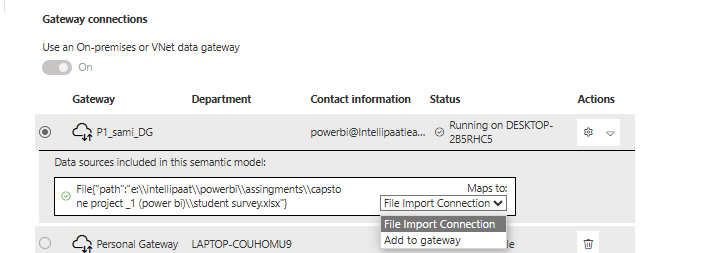 Gateway connections
Use an On-premises or VNet data gateway
On
Gateway Department Contact information Status Actions
P1_sami_DG powerbi@Intellipaatlea... Running on DESKTOP-
2B5RHC5
Data sources included in this semantic model:
File{"path":"e:\\intellipaat\\powerbi\\assingments\\capsto
ne project _1 (power bi)\\student survey.xlsx"}
Maps to:
File Import Connection
File Import Connection
Add to gateway
Personal Gateway LAPTOP-COUHOMU9